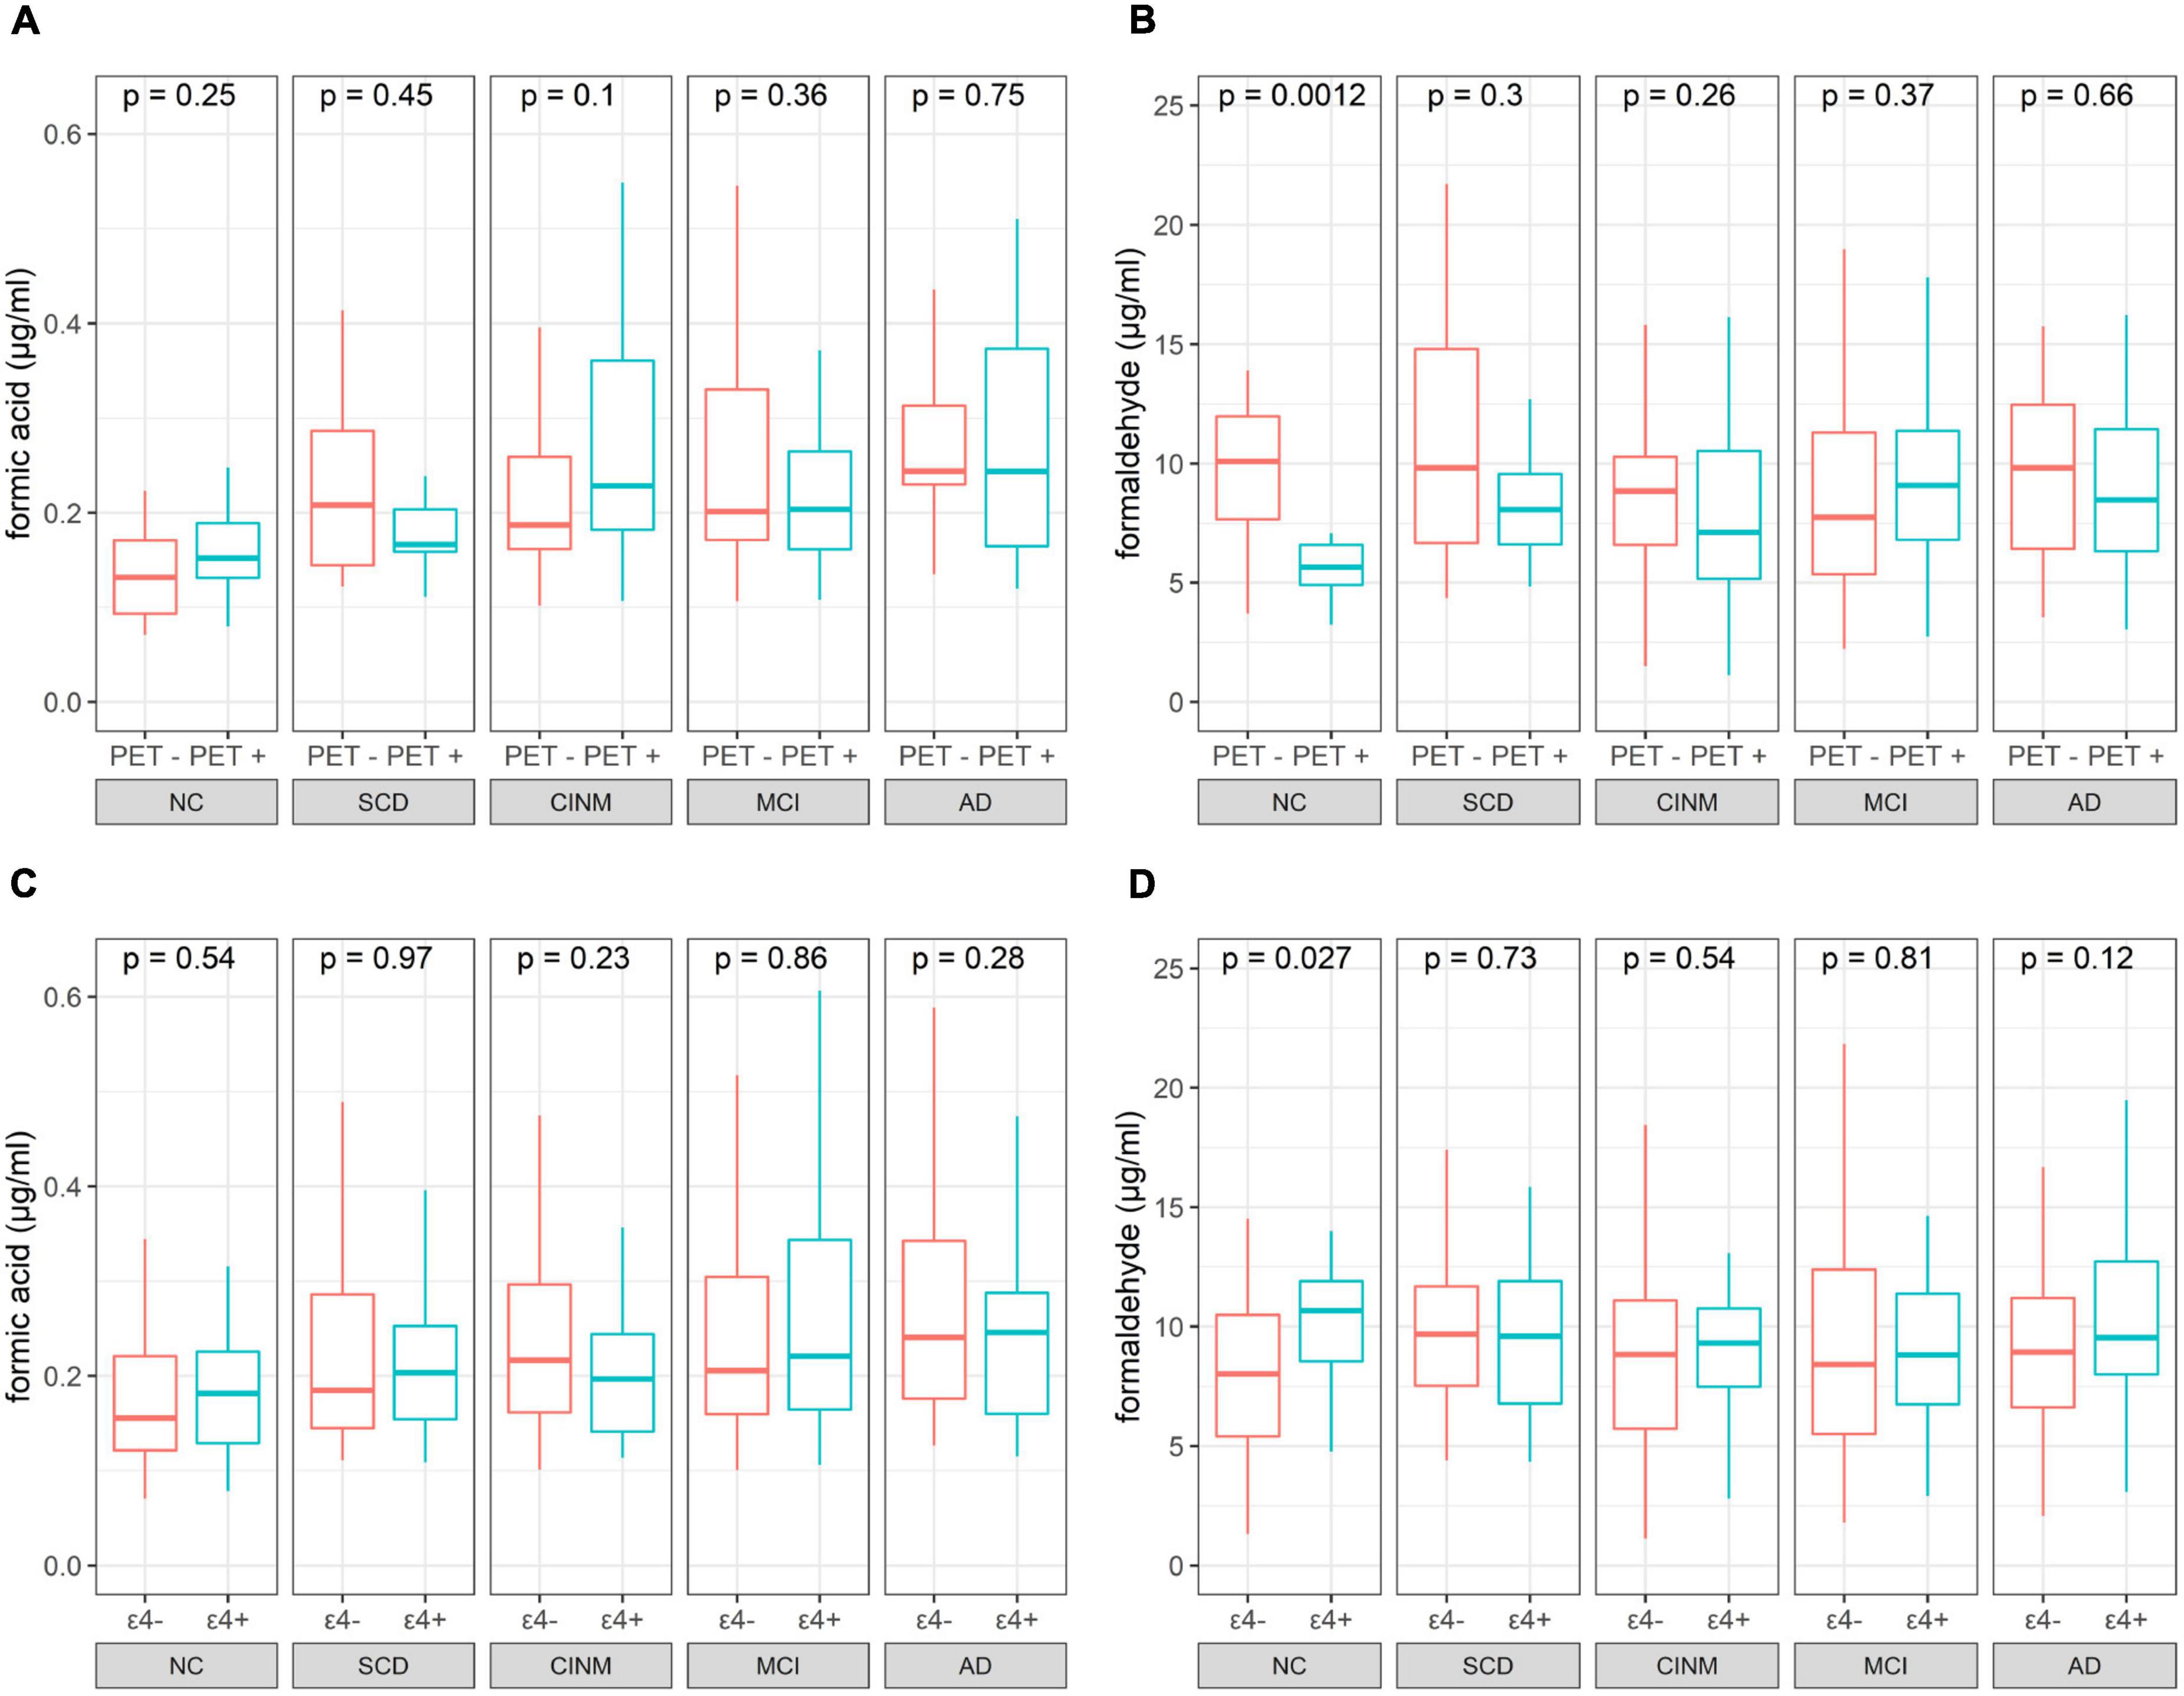 A
p = 0.25 p = 0.45 p = 0.1 p = 0.36 p = 0.75
formic acid (µg/ml)
0.6
0.4
0.2
0.0
PET - PET + PET - PET + PET - PET + PET - PET + PET - PET +
NC SCD CINM MCI AD
B
p = 0.0012 p = 0.3 p = 0.26 p = 0.37 p = 0.66
formaldehyde (µg/ml)
25
20
15
10
5
0
PET - PET + PET - PET + PET - PET + PET - PET + PET - PET +
NC SCD CINM MCI AD
C
p = 0.54 p = 0.97 p = 0.23 p = 0.86 p = 0.28
formic acid (µg/ml)
0.6
0.4
0.2
0.0
ε4- ε4+ ε4- ε4+ ε4- ε4+ ε4- ε4+ ε4- ε4+
NC SCD CINM MCI AD
D
p = 0.027 p = 0.73 p = 0.54 p = 0.81 p = 0.12
formaldehyde (µg/ml)
25
20
15
10
5
0
ε4- ε4+ ε4- ε4+ ε4- ε4+ ε4- ε4+ ε4- ε4+
NC SCD CINM MCI AD